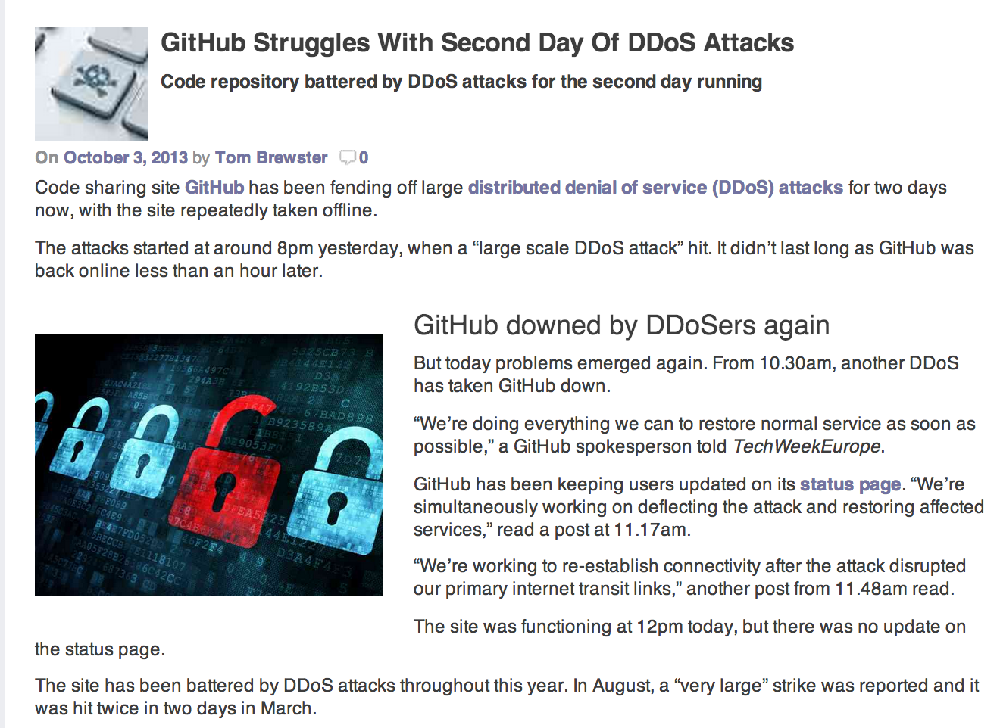 GitHub Struggles With Second Day Of DDoS Attacks
Code repository battered by DDoS attacks for the second day running
On October 3, 2013 by Tom Brewster 0
Code sharing site GitHub has been fending off large distributed denial of service (DDoS) attacks for two days
now, with the site repeatedly taken offline.
The attacks started at around 8pm yesterday, when a “large scale DDoS attack” hit. It didn’t last long as GitHub was
back online less than an hour later.
GitHub downed by DDoSers again
But today problems emerged again. From 10.30am, another DDoS
has taken GitHub down.
“We’re doing everything we can to restore normal service as soon as
possible,” a GitHub spokesperson told TechWeekEurope.
GitHub has been keeping users updated on its status page. “We’re
simultaneously working on deflecting the attack and restoring affected
services,” read a post at 11.17am.
“We’re working to re-establish connectivity after the attack disrupted
our primary internet transit links,” another post from 11.48am read.
The site was functioning at 12pm today, but there was no update on
the status page.
The site has been battered by DDoS attacks throughout this year. In August, a “very large” strike was reported and it
was hit twice in two days in March.